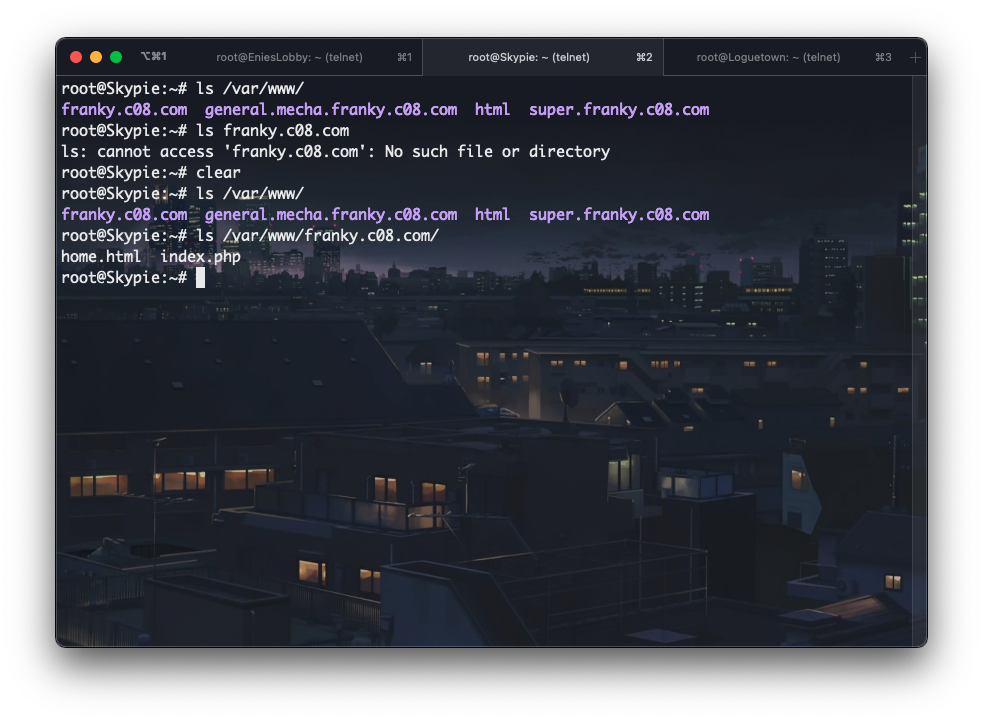 ⌥⌘1 root@EniesLobby: ~ (telnet) ⌘1 root@Skypie: ~ (telnet) ⌘2 root@Loguetown: ~ (telnet) ⌘3 +
root@Skypie:~# ls /var/www/
franky.c08.com  general.mecha.franky.c08.com  html  super.franky.c08.com
root@Skypie:~# ls franky.c08.com
ls: cannot access 'franky.c08.com': No such file or directory
root@Skypie:~# clear
root@Skypie:~# ls /var/www/
franky.c08.com  general.mecha.franky.c08.com  html  super.franky.c08.com
root@Skypie:~# ls /var/www/franky.c08.com/
home.html  index.php
root@Skypie:~#